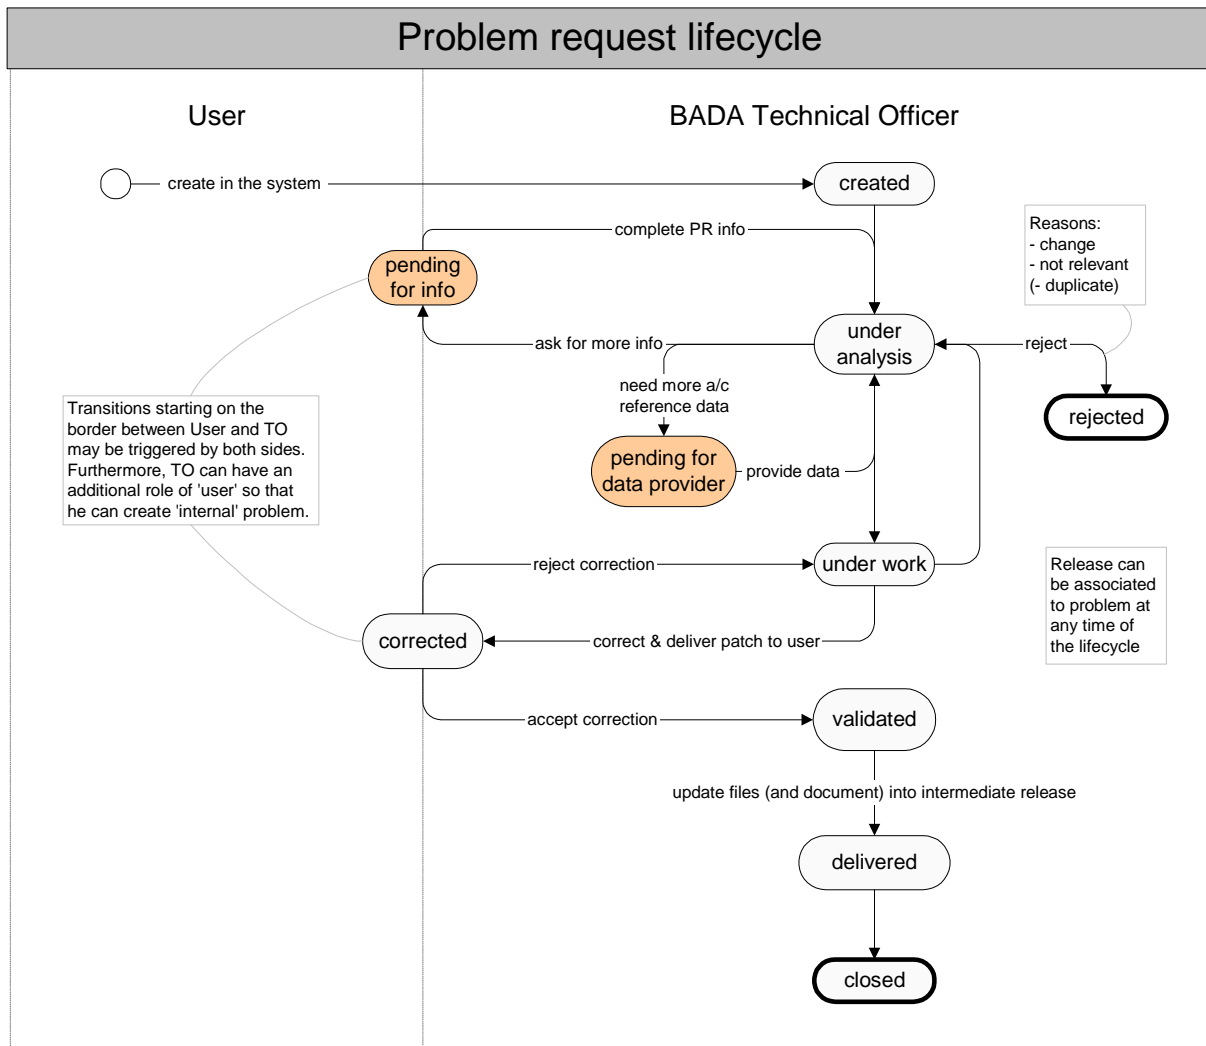 Problem request lifecycle
User
BADA Technical Officer
create in the system
created
complete PR info
Reasons:
- change
- not relevant
(- duplicate)
pending
for info
under
analysis
ask for more info
reject
need more a/c
reference data
rejected
Transitions starting on the
border between User and TO
may be triggered by both sides.
Furthermore, TO can have an
additional role of 'user' so that
he can create 'internal' problem.
pending for
data provider
provide data
reject correction
under work
Release can
be associated
to problem at
any time of
the lifecycle
corrected
correct & deliver patch to user
accept correction
validated
update files (and document) into intermediate release
delivered
closed